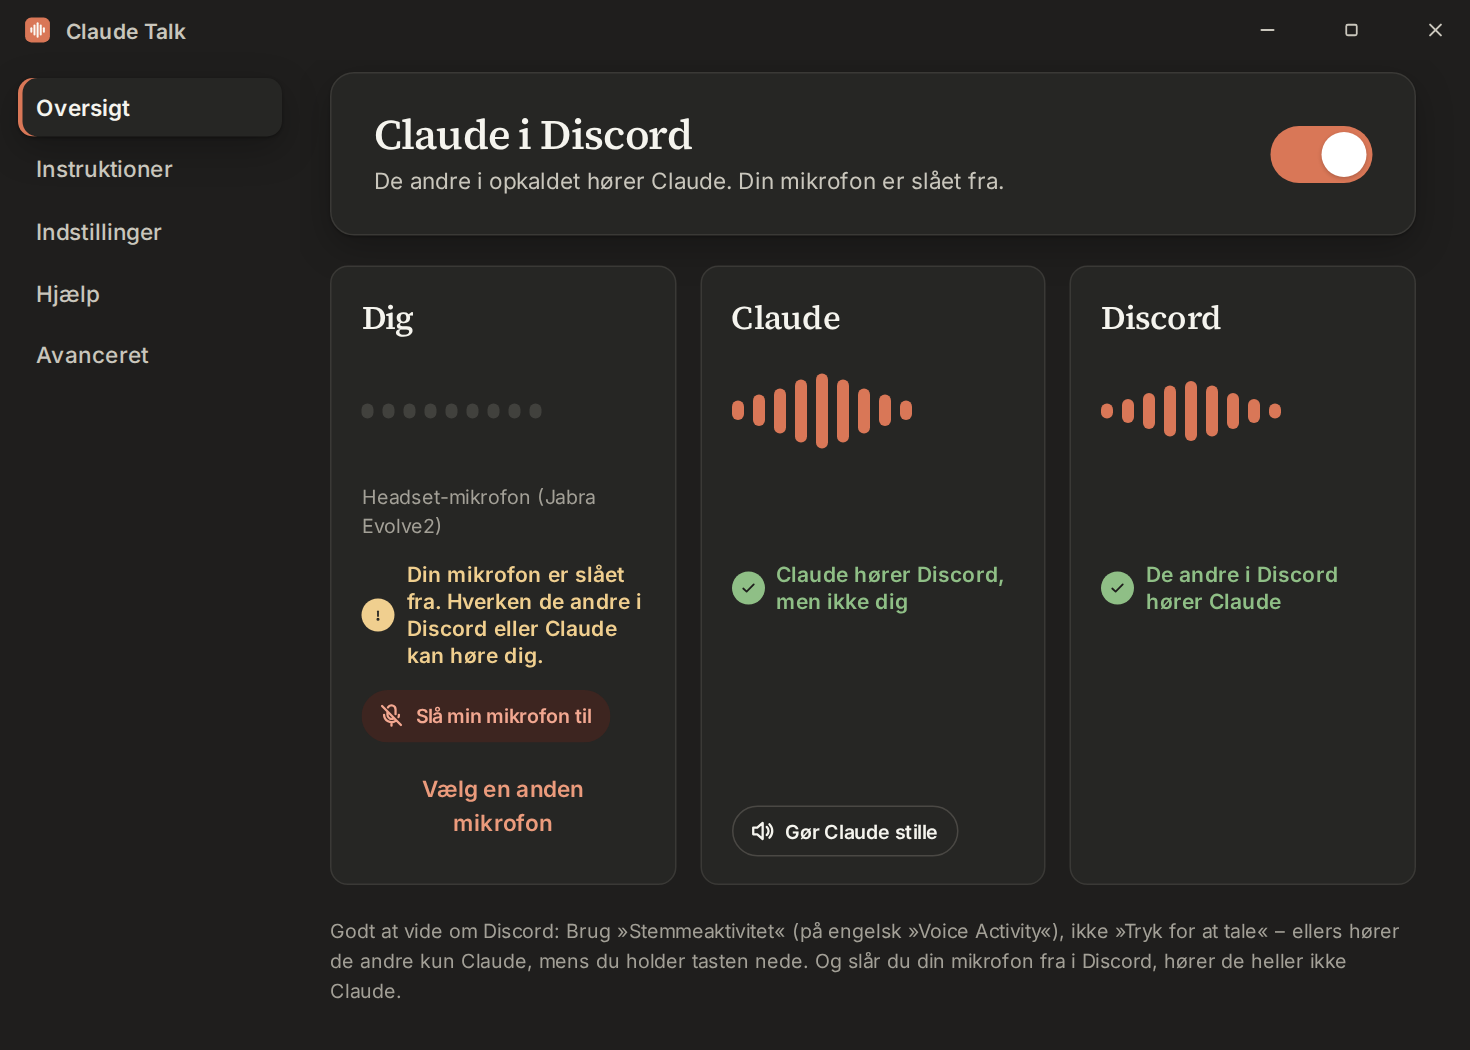 Claude Talk
Oversigt
Instruktioner
Indstillinger
Hjælp
Avanceret
Claude i Discord
De andre i opkaldet hører Claude. Din mikrofon er slået fra.
Dig
Headset-mikrofon (Jabra
Evolve2)
Din mikrofon er slået
fra. Hverken de andre i
Discord eller Claude
kan høre dig.
Slå min mikrofon til
Vælg en anden
mikrofon
Claude
Claude hører Discord,
men ikke dig
Gør Claude stille
Discord
De andre i Discord
hører Claude
Godt at vide om Discord: Brug »Stemmeaktivitet« (på engelsk »Voice Activity«), ikke »Tryk for at tale« – ellers hører
de andre kun Claude, mens du holder tasten nede. Og slår du din mikrofon fra i Discord, hører de heller ikke
Claude.